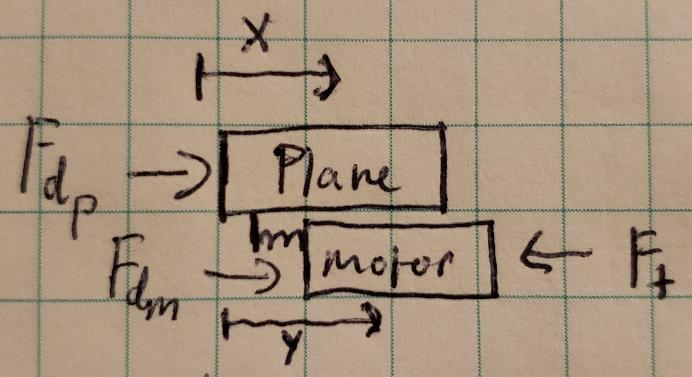 X
F_dp Plane
F_dm motor F_t
y